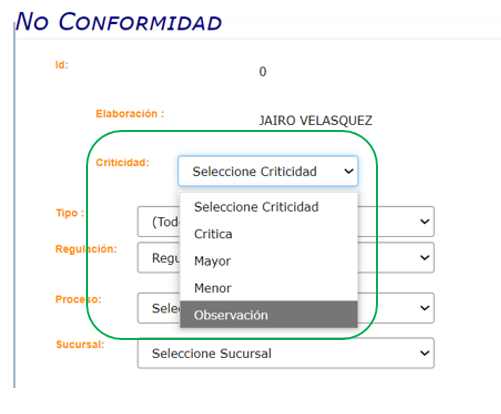 No Conformidad
Id:
0
Elaboración :
JAIRO VELASQUEZ
Criticidad:
Seleccione Criticidad
Seleccione Criticidad
Critica
Mayor
Menor
Observación
Tipo :
(Tod
Regulación:
Regu
Proceso:
Sele
Sucursal:
Seleccione Sucursal